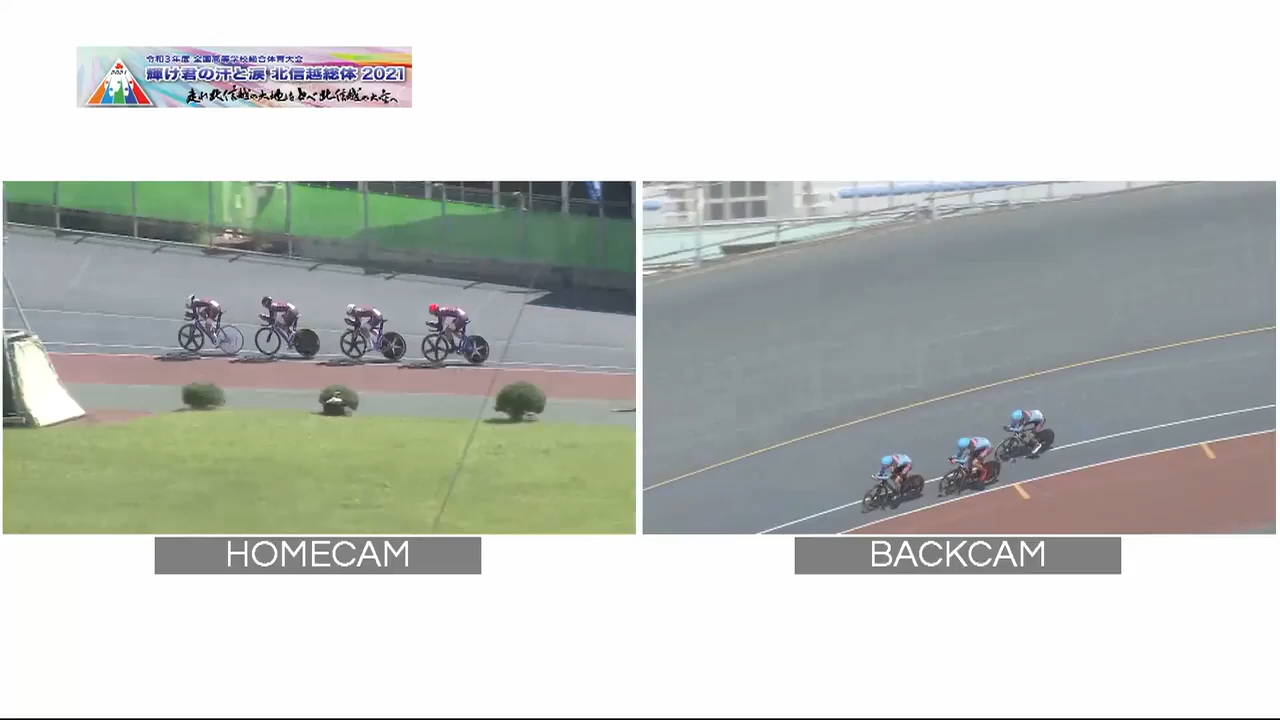 令和3年度 全国高等学校総合体育大会
輝け君の汗と涙 北信越総体 2021
2021
走れ北信越の大地を とべ北信越の大空へ
HOMECAM
BACKCAM